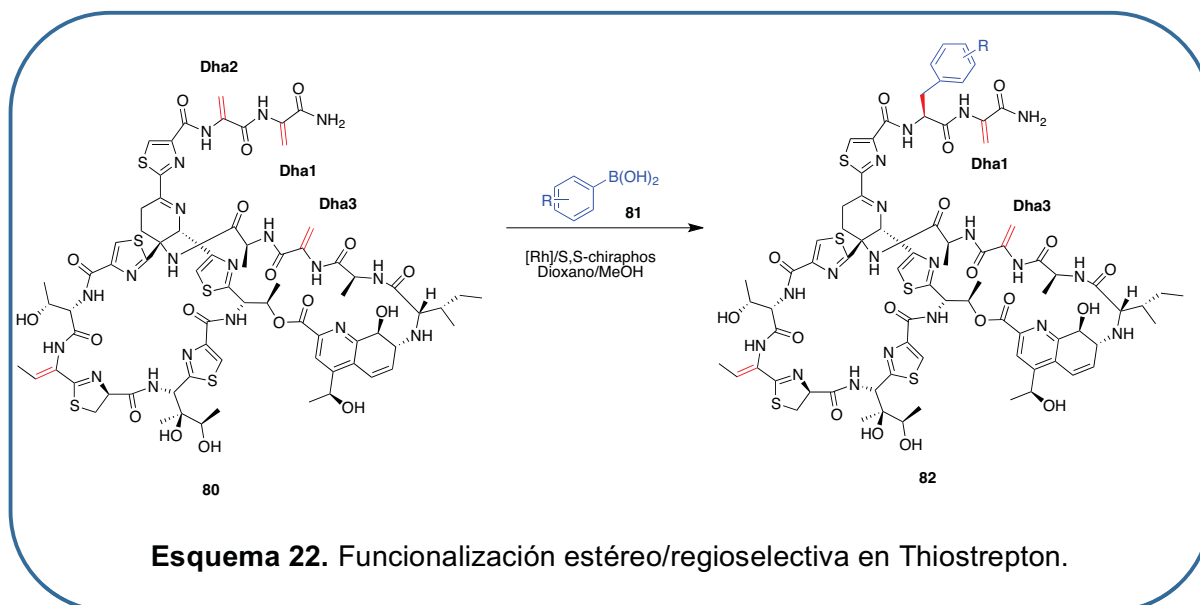 Dha2
Dha1
Dha3
80
B(OH)₂
R
81
[Rh]/S,S-chiraphos
Dioxano/MeOH
R
Dha1
Dha3
82
Esquema 22. Funcionalización estéreo/regioselectiva en Thiostrepton.